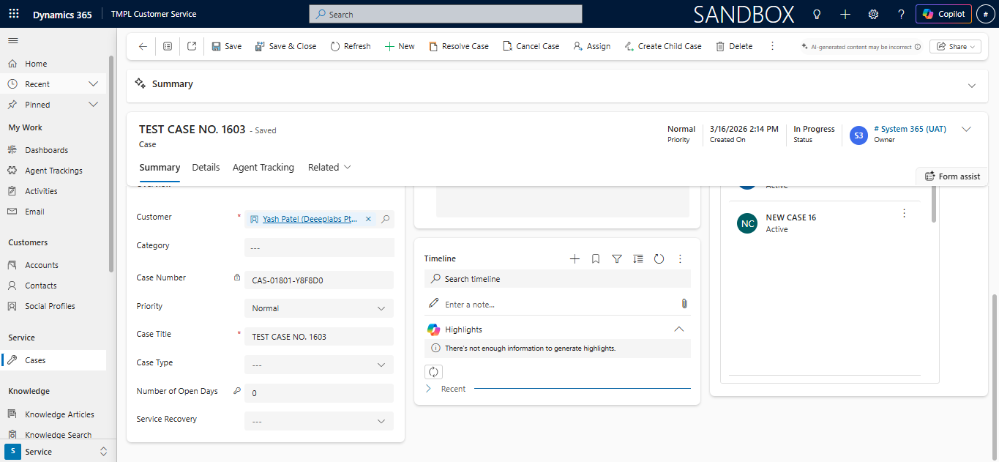 Dynamics 365
TMPL Customer Service
Search
SANDBOX
Copilot
#
Home
Recent
Pinned
My Work
Dashboards
Agent Trackings
Activities
Email
Customers
Accounts
Contacts
Social Profiles
Service
Cases
Knowledge
Knowledge Articles
Knowledge Search
S
Service
Save
Save & Close
Refresh
New
Resolve Case
Cancel Case
Assign
Create Child Case
Delete
AI-generated content may be incorrect
Share
Summary
TEST CASE NO. 1603 - Saved
Case
Normal
Priority
3/16/2026 2:14 PM
Created On
In Progress
Status
S3
# System 365 (UAT)
Owner
Summary
Details
Agent Tracking
Related
Form assist
Overview
Customer *
Yash Patel (Deeeplabs Pt...
Category
---
Case Number
CAS-01801-Y8F8D0
Priority
Normal
Case Title *
TEST CASE NO. 1603
Case Type
---
Number of Open Days
0
Service Recovery
---
Timeline
Search timeline
Enter a note...
Highlights
There's not enough information to generate highlights.
Recent
Active
NC
NEW CASE 16
Active